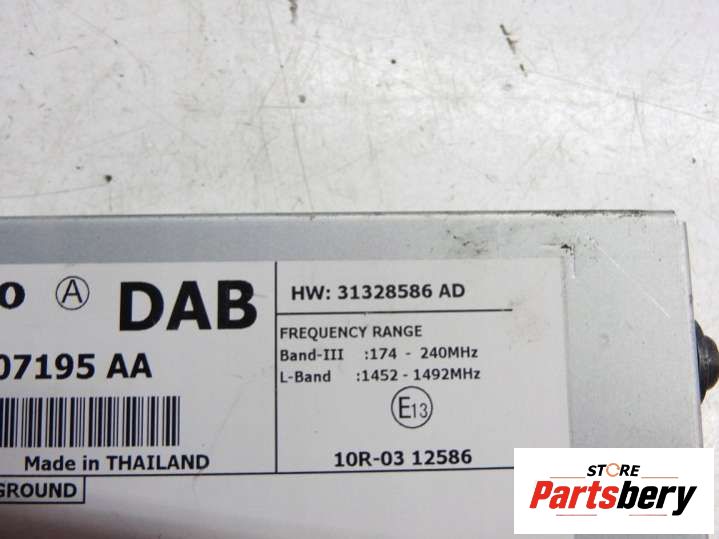 A DAB
HW: 31328586 AD
FREQUENCY RANGE
07195 AA
Band-III :174 - 240MHz
L-Band :1452 - 1492MHz
E13
Made in THAILAND
10R-03 12586
GROUND
STORE
Partsbery